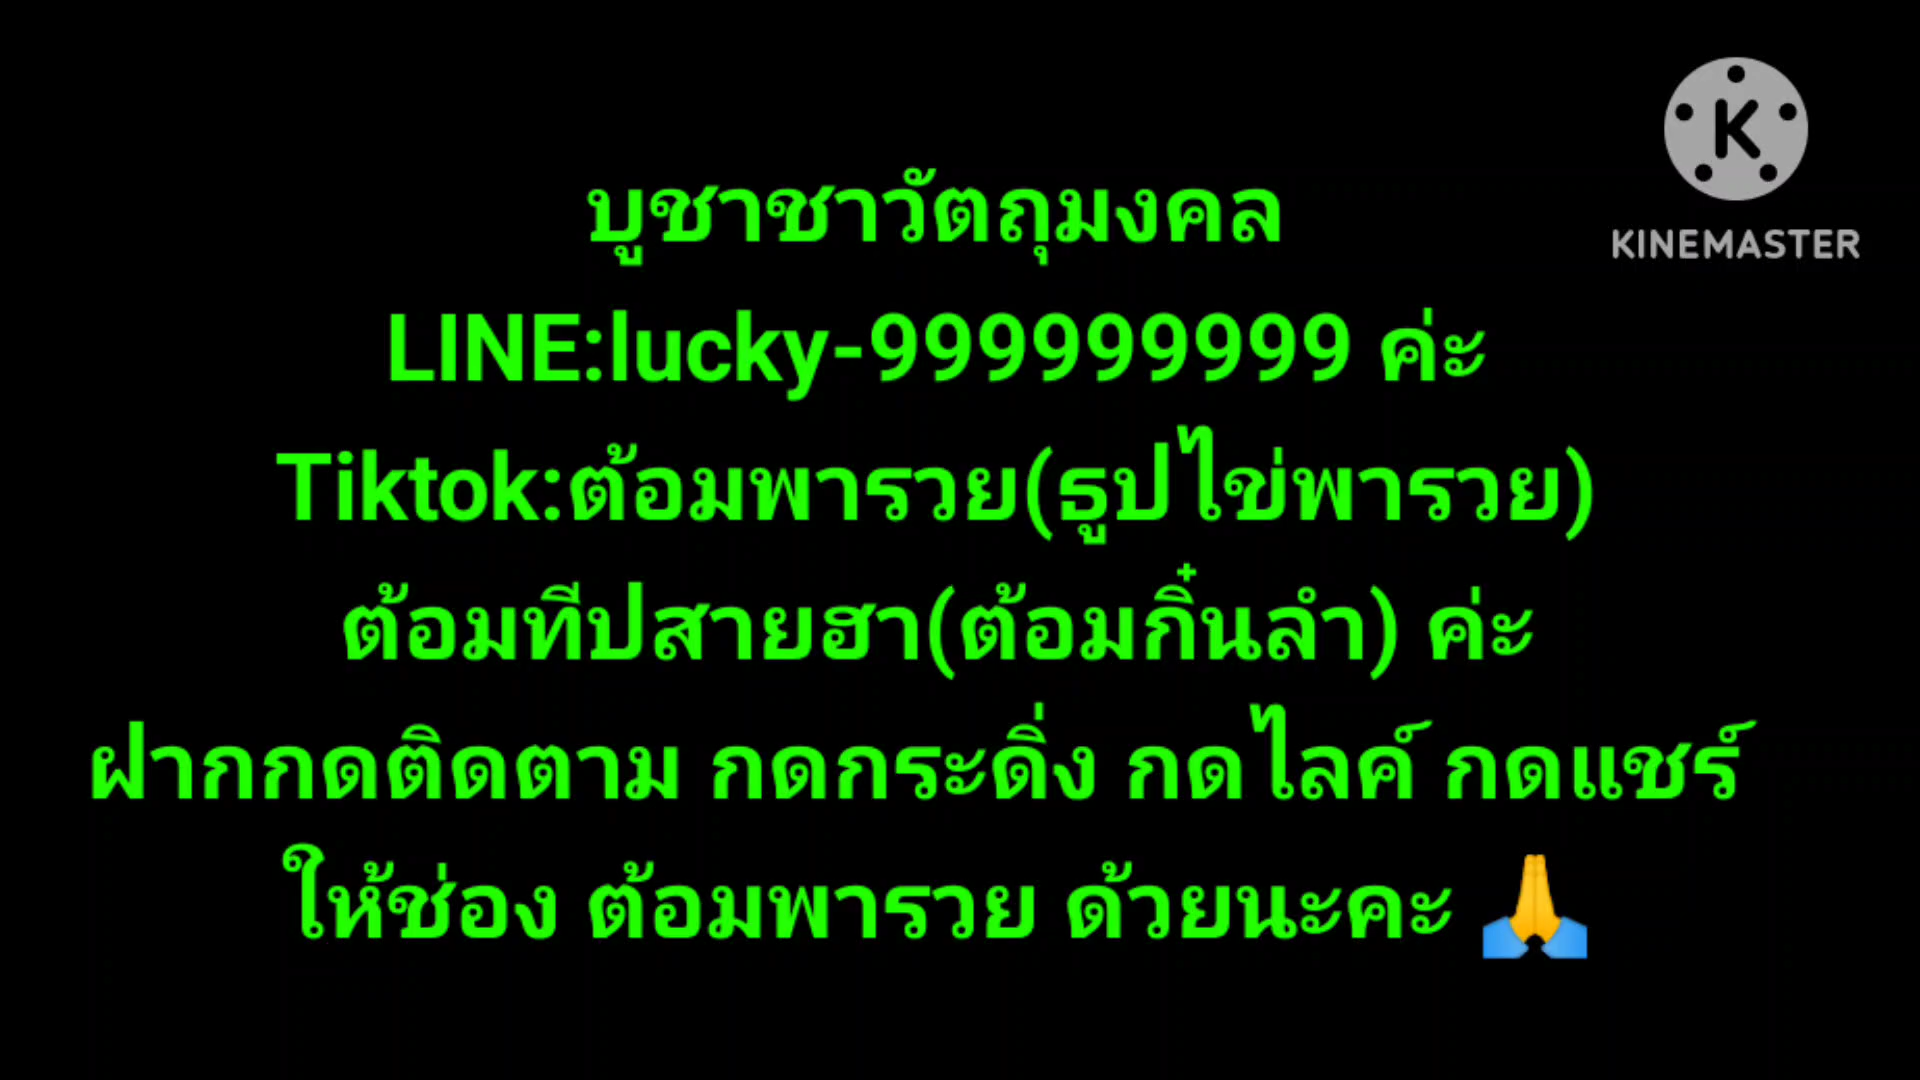 บูชาชาวัตถุมงคล
LINE:lucky-999999999 ค่ะ
Tiktok:ต้อมพารวย(ธูปไข่พารวย)
ต้อมทีปสายฮา(ต้อมกิ๋นลำ) ค่ะ
ฝากกดติดตาม กดกระดิ่ง กดไลค์ กดแชร์
ให้ช่อง ต้อมพารวย ด้วยนะคะ 🙏
K
KINEMASTER